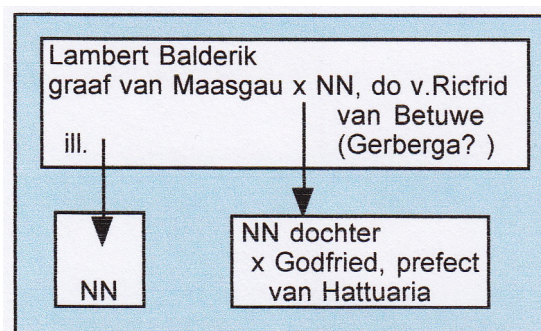 Lambert Balderik
graaf van Maasgau x NN, do v.Ricfrid
van Betuwe
ill. (Gerberga? )
NN
NN dochter
x Godfried, prefect
van Hattuaria